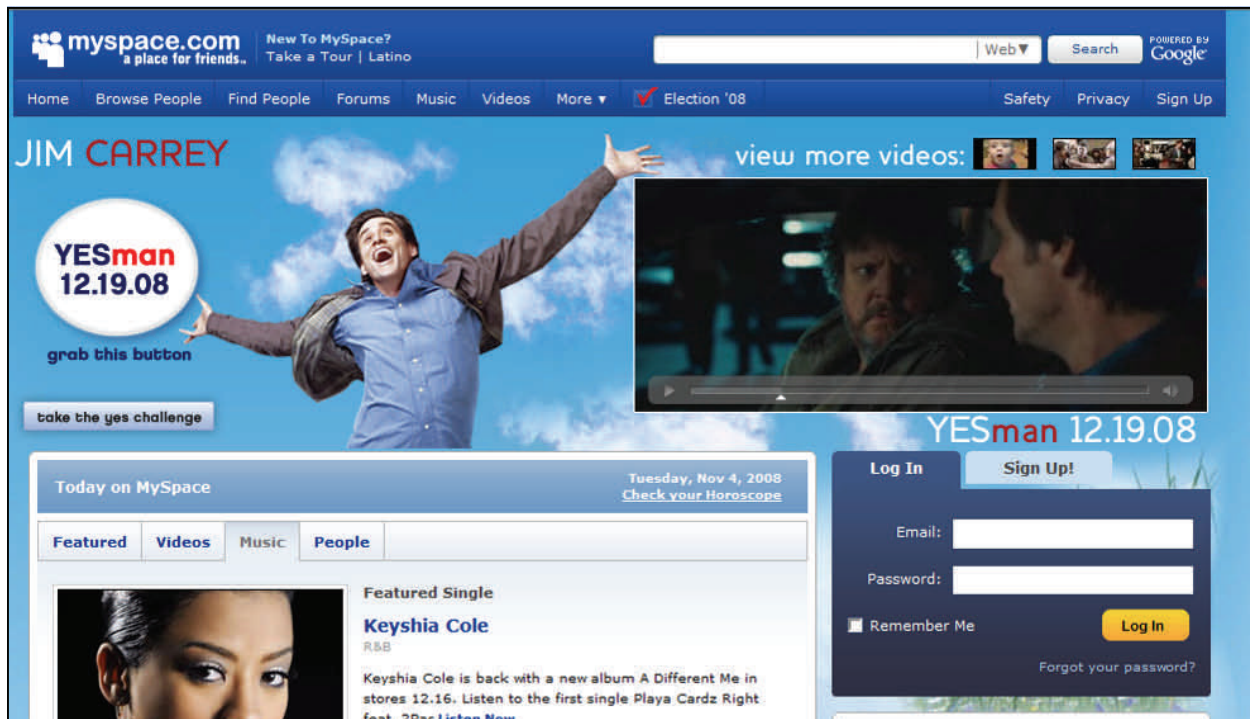 myspace.com
a place for friends
New To MySpace?
Take a Tour | Latino
Web▼
Search
POWERED BY
Google
Home Browse People Find People Forums Music Videos More ▾ Election '08 Safety Privacy Sign Up
JIM CARREY
view more videos:
YESman
12.19.08
grab this button
take the yes challenge
YESman 12.19.08
Today on MySpace
Tuesday, Nov 4, 2008
Check your Horoscope
Featured Videos Music People
Featured Single
Keyshia Cole
R&B
Keyshia Cole is back with a new album A Different Me in
stores 12.16. Listen to the first single Playa Cardz Right
feat. 2Pac Listen Now
Log In Sign Up!
Email:
Password:
Remember Me
Log In
Forgot your password?